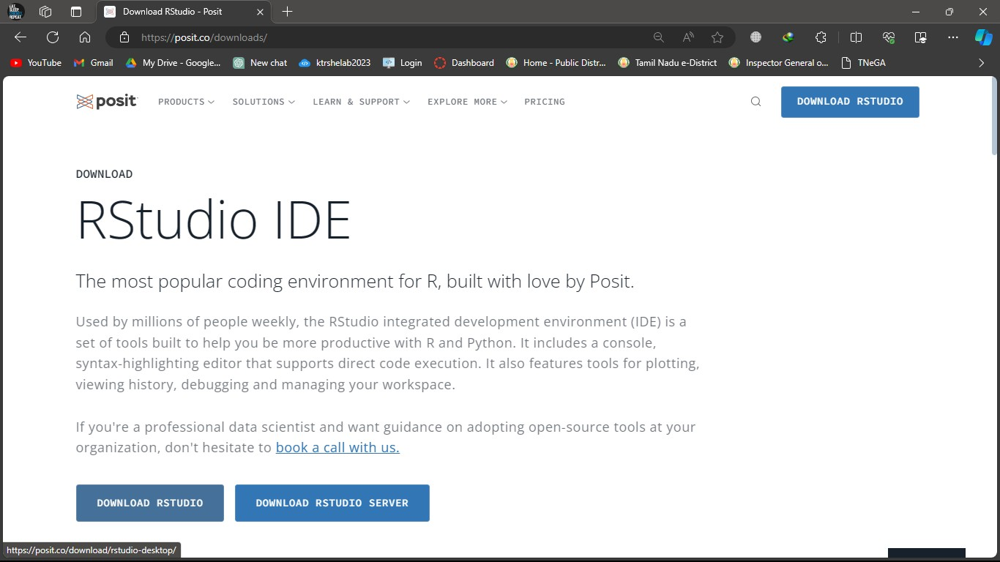 EAT
SLEEP
REPEAT
Download RStudio - Posit
https://posit.co/downloads/
YouTube
Gmail
My Drive - Google...
New chat
ktrshelab2023
Login
Dashboard
Home - Public Distr...
Tamil Nadu e-District
Inspector General o...
TNeGA
posit
PRODUCTS
SOLUTIONS
LEARN & SUPPORT
EXPLORE MORE
PRICING
DOWNLOAD RSTUDIO
DOWNLOAD
RStudio IDE
The most popular coding environment for R, built with love by Posit.
Used by millions of people weekly, the RStudio integrated development environment (IDE) is a
set of tools built to help you be more productive with R and Python. It includes a console,
syntax-highlighting editor that supports direct code execution. It also features tools for plotting,
viewing history, debugging and managing your workspace.
If you're a professional data scientist and want guidance on adopting open-source tools at your
organization, don't hesitate to book a call with us.
DOWNLOAD RSTUDIO
DOWNLOAD RSTUDIO SERVER
https://posit.co/download/rstudio-desktop/